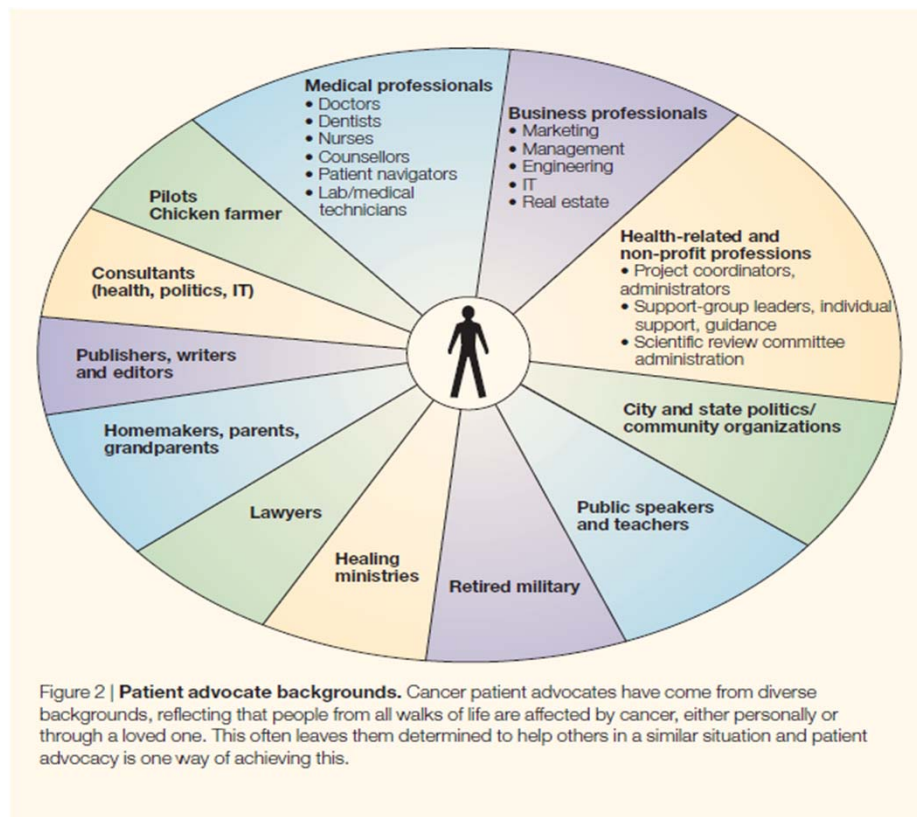 Medical professionals
• Doctors
• Dentists
• Nurses
• Counsellors
• Patient navigators
• Lab/medical
technicians
Business professionals
• Marketing
• Management
• Engineering
• IT
• Real estate
Health-related and
non-profit professions
• Project coordinators,
administrators
• Support-group leaders, individual
support, guidance
• Scientific review committee
administration
City and state politics/
community organizations
Public speakers
and teachers
Retired military
Healing
ministries
Lawyers
Homemakers, parents,
grandparents
Publishers, writers
and editors
Consultants
(health, politics, IT)
Pilots
Chicken farmer
Figure 2 | Patient advocate backgrounds. Cancer patient advocates have come from diverse
backgrounds, reflecting that people from all walks of life are affected by cancer, either personally or
through a loved one. This often leaves them determined to help others in a similar situation and patient
advocacy is one way of achieving this.